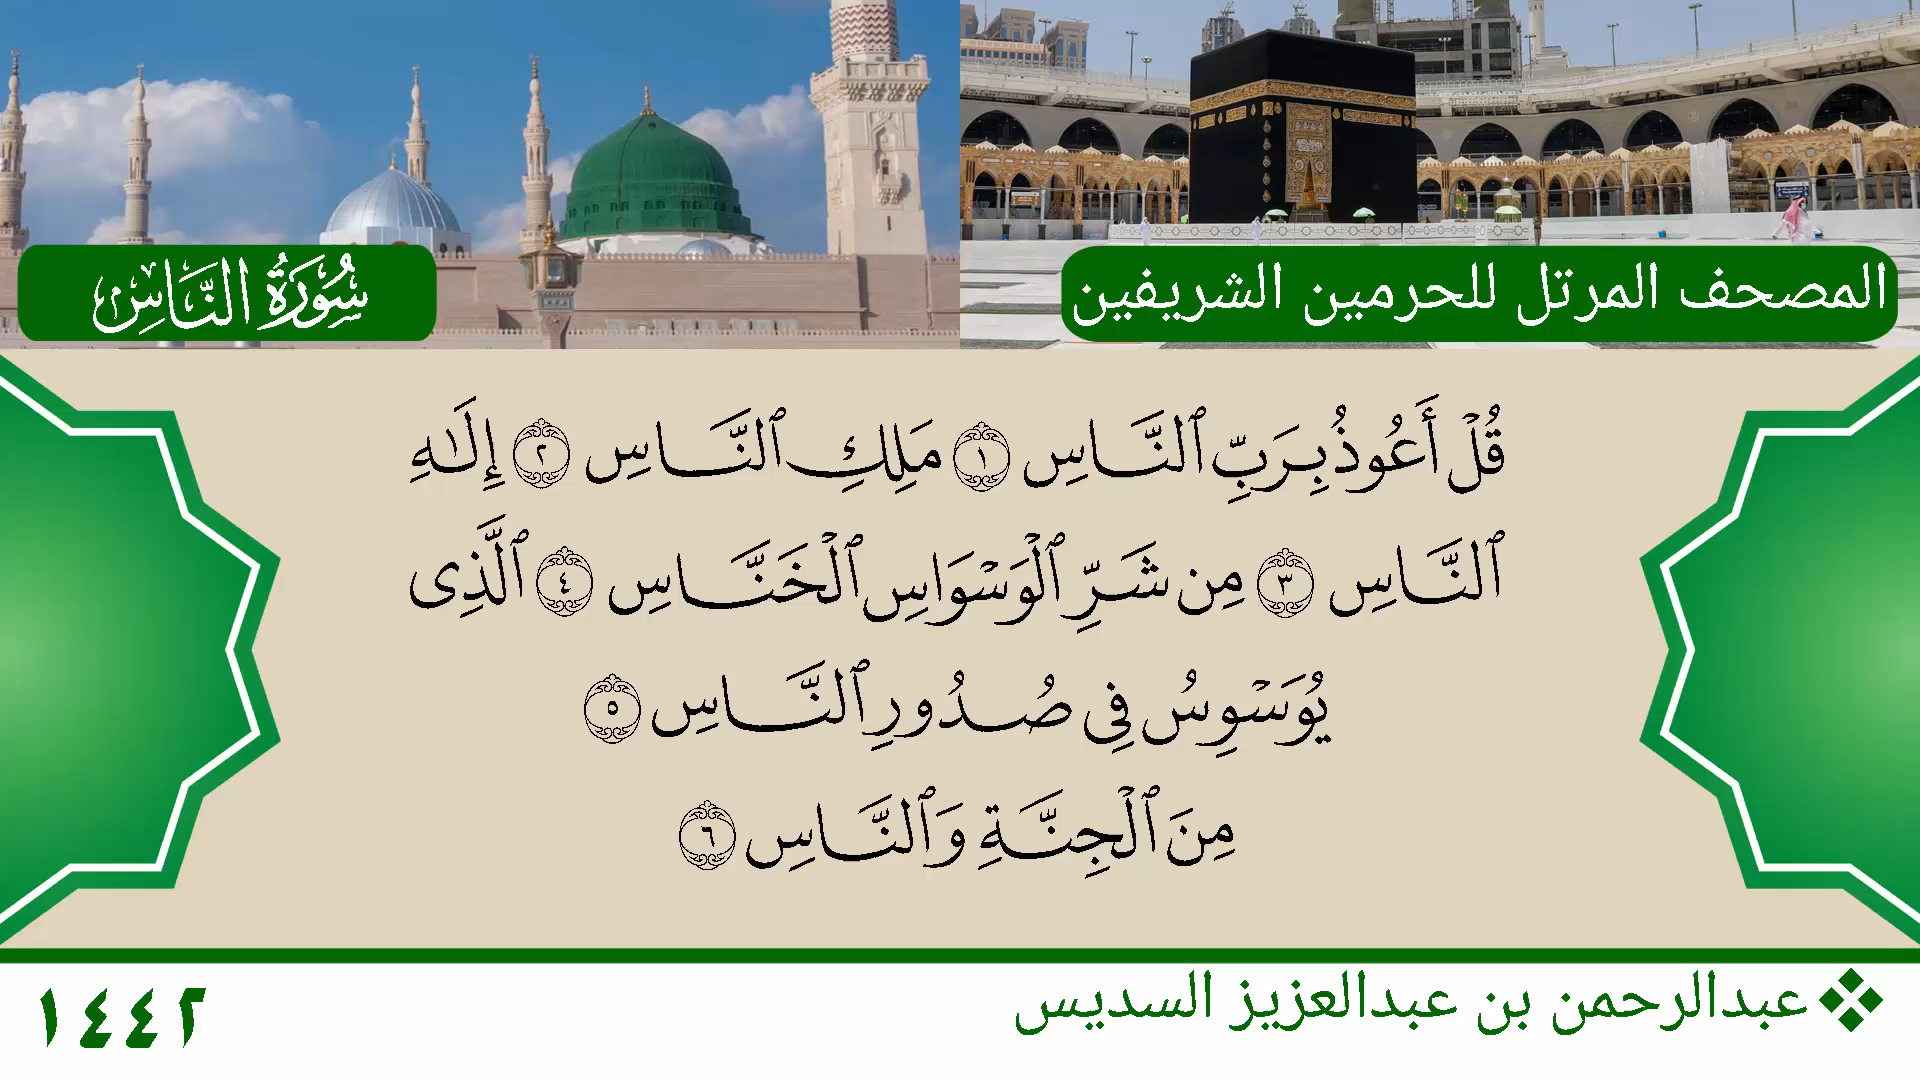 المصحف المرتل للحرمين الشريفين
سُورَةُ النَّاسِ
قُلْ أَعُوذُ بِرَبِّ ٱلنَّاسِ ١ مَلِكِ ٱلنَّاسِ ٢ إِلَٰهِ
ٱلنَّاسِ ٣ مِن شَرِّ ٱلْوَسْوَاسِ ٱلْخَنَّاسِ ٤ ٱلَّذِى
يُوَسْوِسُ فِى صُدُورِ ٱلنَّاسِ ٥
مِنَ ٱلْجِنَّةِ وَٱلنَّاسِ ٦
عبدالرحمن بن عبدالعزيز السديس
١٤٤٢